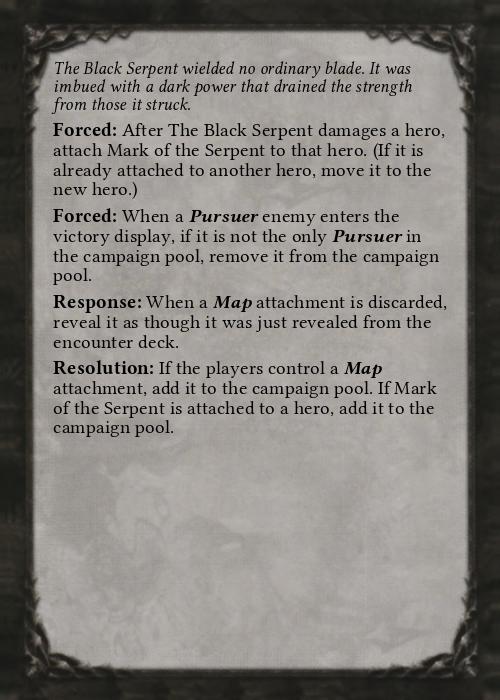 The Black Serpent wielded no ordinary blade. It was
imbued with a dark power that drained the strength
from those it struck.
Forced: After The Black Serpent damages a hero,
attach Mark of the Serpent to that hero. (If it is
already attached to another hero, move it to the
new hero.)
Forced: When a Pursuer enemy enters the
victory display, if it is not the only Pursuer in
the campaign pool, remove it from the campaign
pool.
Response: When a Map attachment is discarded,
reveal it as though it was just revealed from the
encounter deck.
Resolution: If the players control a Map
attachment, add it to the campaign pool. If Mark
of the Serpent is attached to a hero, add it to the
campaign pool.